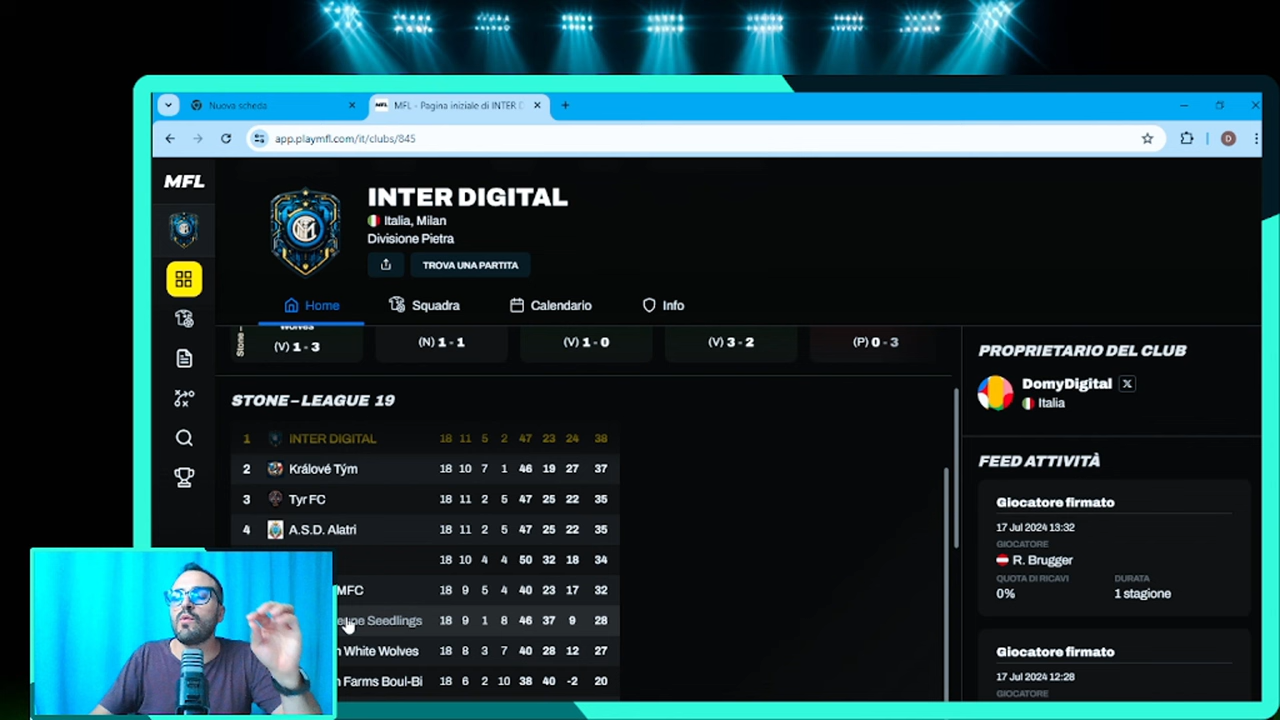 Nuova scheda
MFL - Pagina iniziale di INTER D
app.playmfl.com/it/clubs/845
D
MFL
INTER DIGITAL
Italia, Milan
Divisione Pietra
TROVA UNA PARTITA
Home
Squadra
Calendario
Info
Stone –
Wolves
(V) 1 - 3
(N) 1 - 1
(V) 1 - 0
(V) 3 - 2
(P) 0 - 3
STONE – LEAGUE 19
1 INTER DIGITAL 18 11 5 2 47 23 24 38
2 Králové Tým 18 10 7 1 46 19 27 37
3 Tyr FC 18 11 2 5 47 25 22 35
4 A.S.D. Alatri 18 11 2 5 47 25 22 35
18 10 4 4 50 32 18 34
MFC 18 9 5 4 40 23 17 32
Seedlings 18 9 1 8 46 37 9 28
White Wolves 18 8 3 7 40 28 12 27
Farms Boul-Bi 18 6 2 10 38 40 -2 20
PROPRIETARIO DEL CLUB
DomyDigital
Italia
FEED ATTIVITÀ
Giocatore firmato
17 Jul 2024 13:32
GIOCATORE
R. Brugger
QUOTA DI RICAVI
DURATA
0%
1 stagione
Giocatore firmato
17 Jul 2024 12:28
GIOCATORE